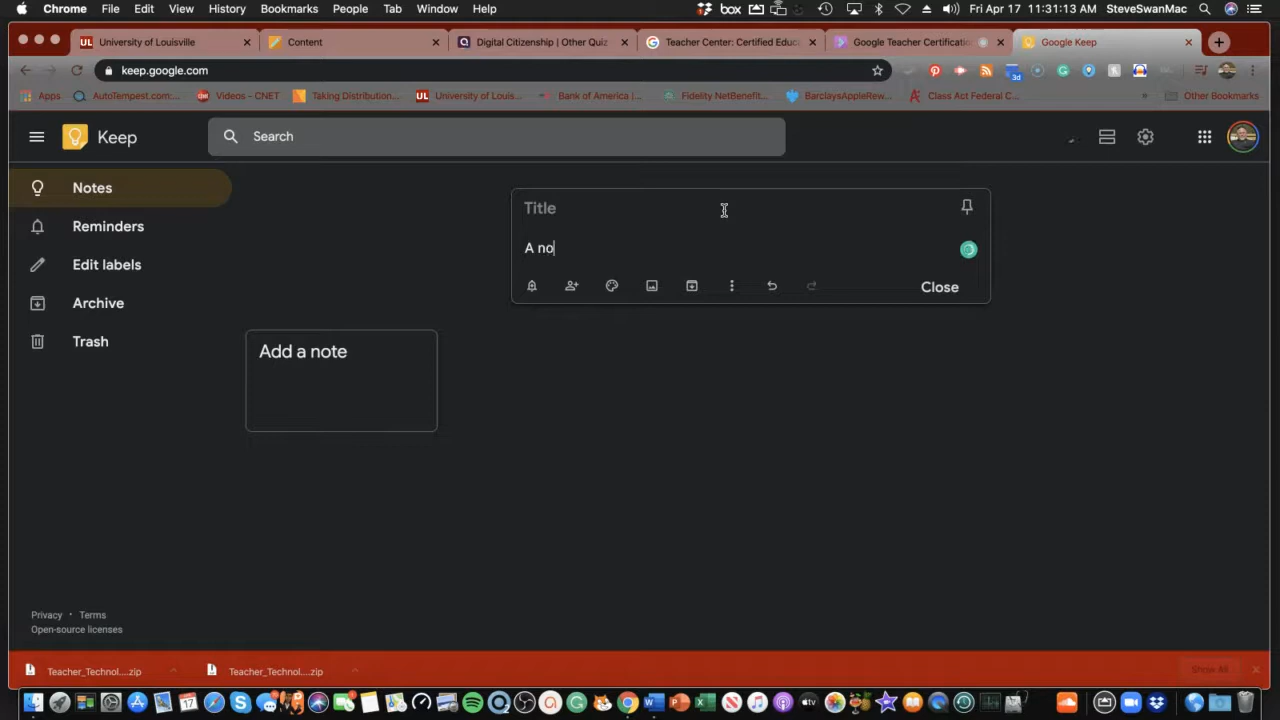 Chrome File Edit View History Bookmarks People Tab Window Help box Fri Apr 17 11:31:13 AM SteveSwanMac
University of Louisville Content Digital Citizenship | Other Quiz Teacher Center: Certified Educ Google Teacher Certification Google Keep
keep.google.com 3d
Apps AutoTempest.com:... Videos - CNET Taking Distribution... UL University of Louis... Bank of America |... Fidelity NetBenefit... BarclaysAppleRew... Class Act Federal C... » Other Bookmarks
Keep Search
Notes
Reminders
Edit labels
Archive
Trash
Title
A no
Close
Add a note
Privacy • Terms
Open-source licenses
Teacher_Technol....zip Teacher_Technol....zip Show All